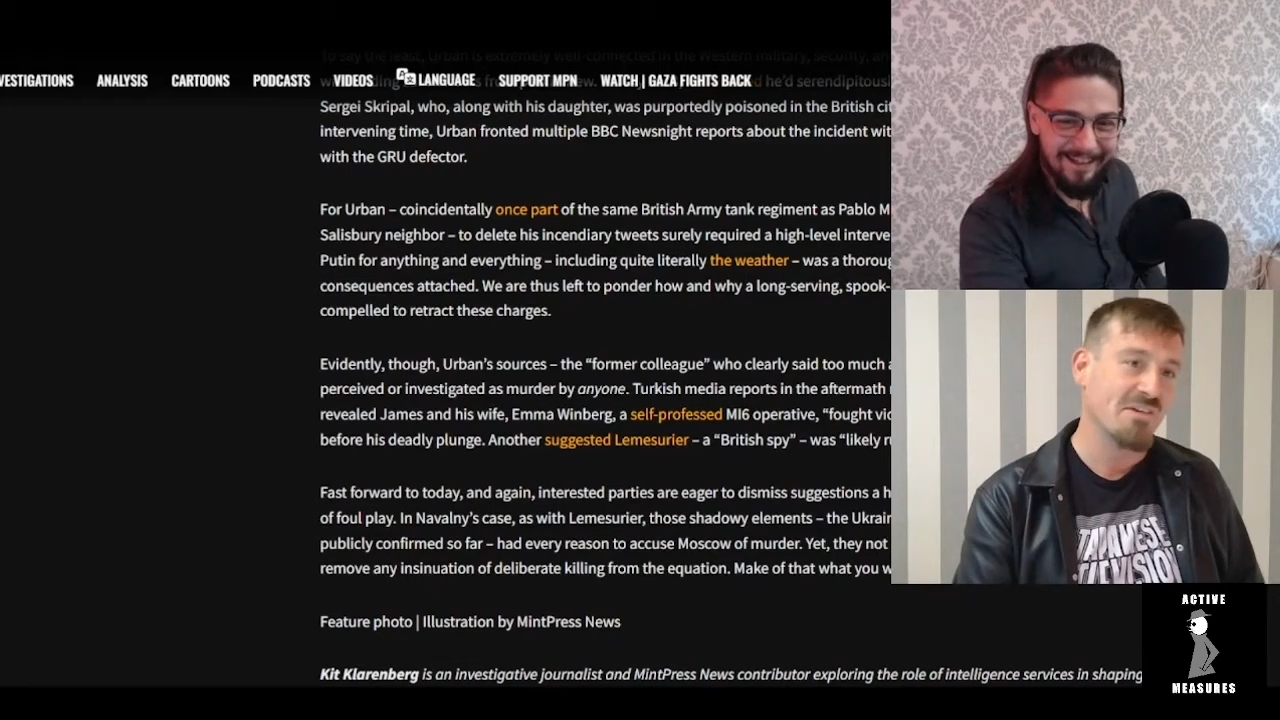 To say the least, Urban is extremely well-connected in the Western military, security, an
VESTIGATIONS ANALYSIS CARTOONS PODCASTS VIDEOS LANGUAGE SUPPORT MPN WATCH | GAZA FIGHTS BACK
he'd serendipitous
Sergei Skripal, who, along with his daughter, was purportedly poisoned in the British ci
intervening time, Urban fronted multiple BBC Newsnight reports about the incident wit
with the GRU defector.
For Urban – coincidentally once part of the same British Army tank regiment as Pablo M
Salisbury neighbor – to delete his incendiary tweets surely required a high-level interve
Putin for anything and everything – including quite literally the weather – was a thoroug
consequences attached. We are thus left to ponder how and why a long-serving, spook-
compelled to retract these charges.
Evidently, though, Urban's sources – the “former colleague” who clearly said too much a
perceived or investigated as murder by anyone. Turkish media reports in the aftermath
revealed James and his wife, Emma Winberg, a self-professed MI6 operative, “fought vio
before his deadly plunge. Another suggested Lemesurier – a “British spy” – was “likely r
Fast forward to today, and again, interested parties are eager to dismiss suggestions a h
of foul play. In Navalny's case, as with Lemesurier, those shadowy elements – the Ukrai
publicly confirmed so far – had every reason to accuse Moscow of murder. Yet, they not
remove any insinuation of deliberate killing from the equation. Make of that what you w
Feature photo | Illustration by MintPress News
Kit Klarenberg is an investigative journalist and MintPress News contributor exploring the role of intelligence services in shaping
ACTIVE
MEASURES